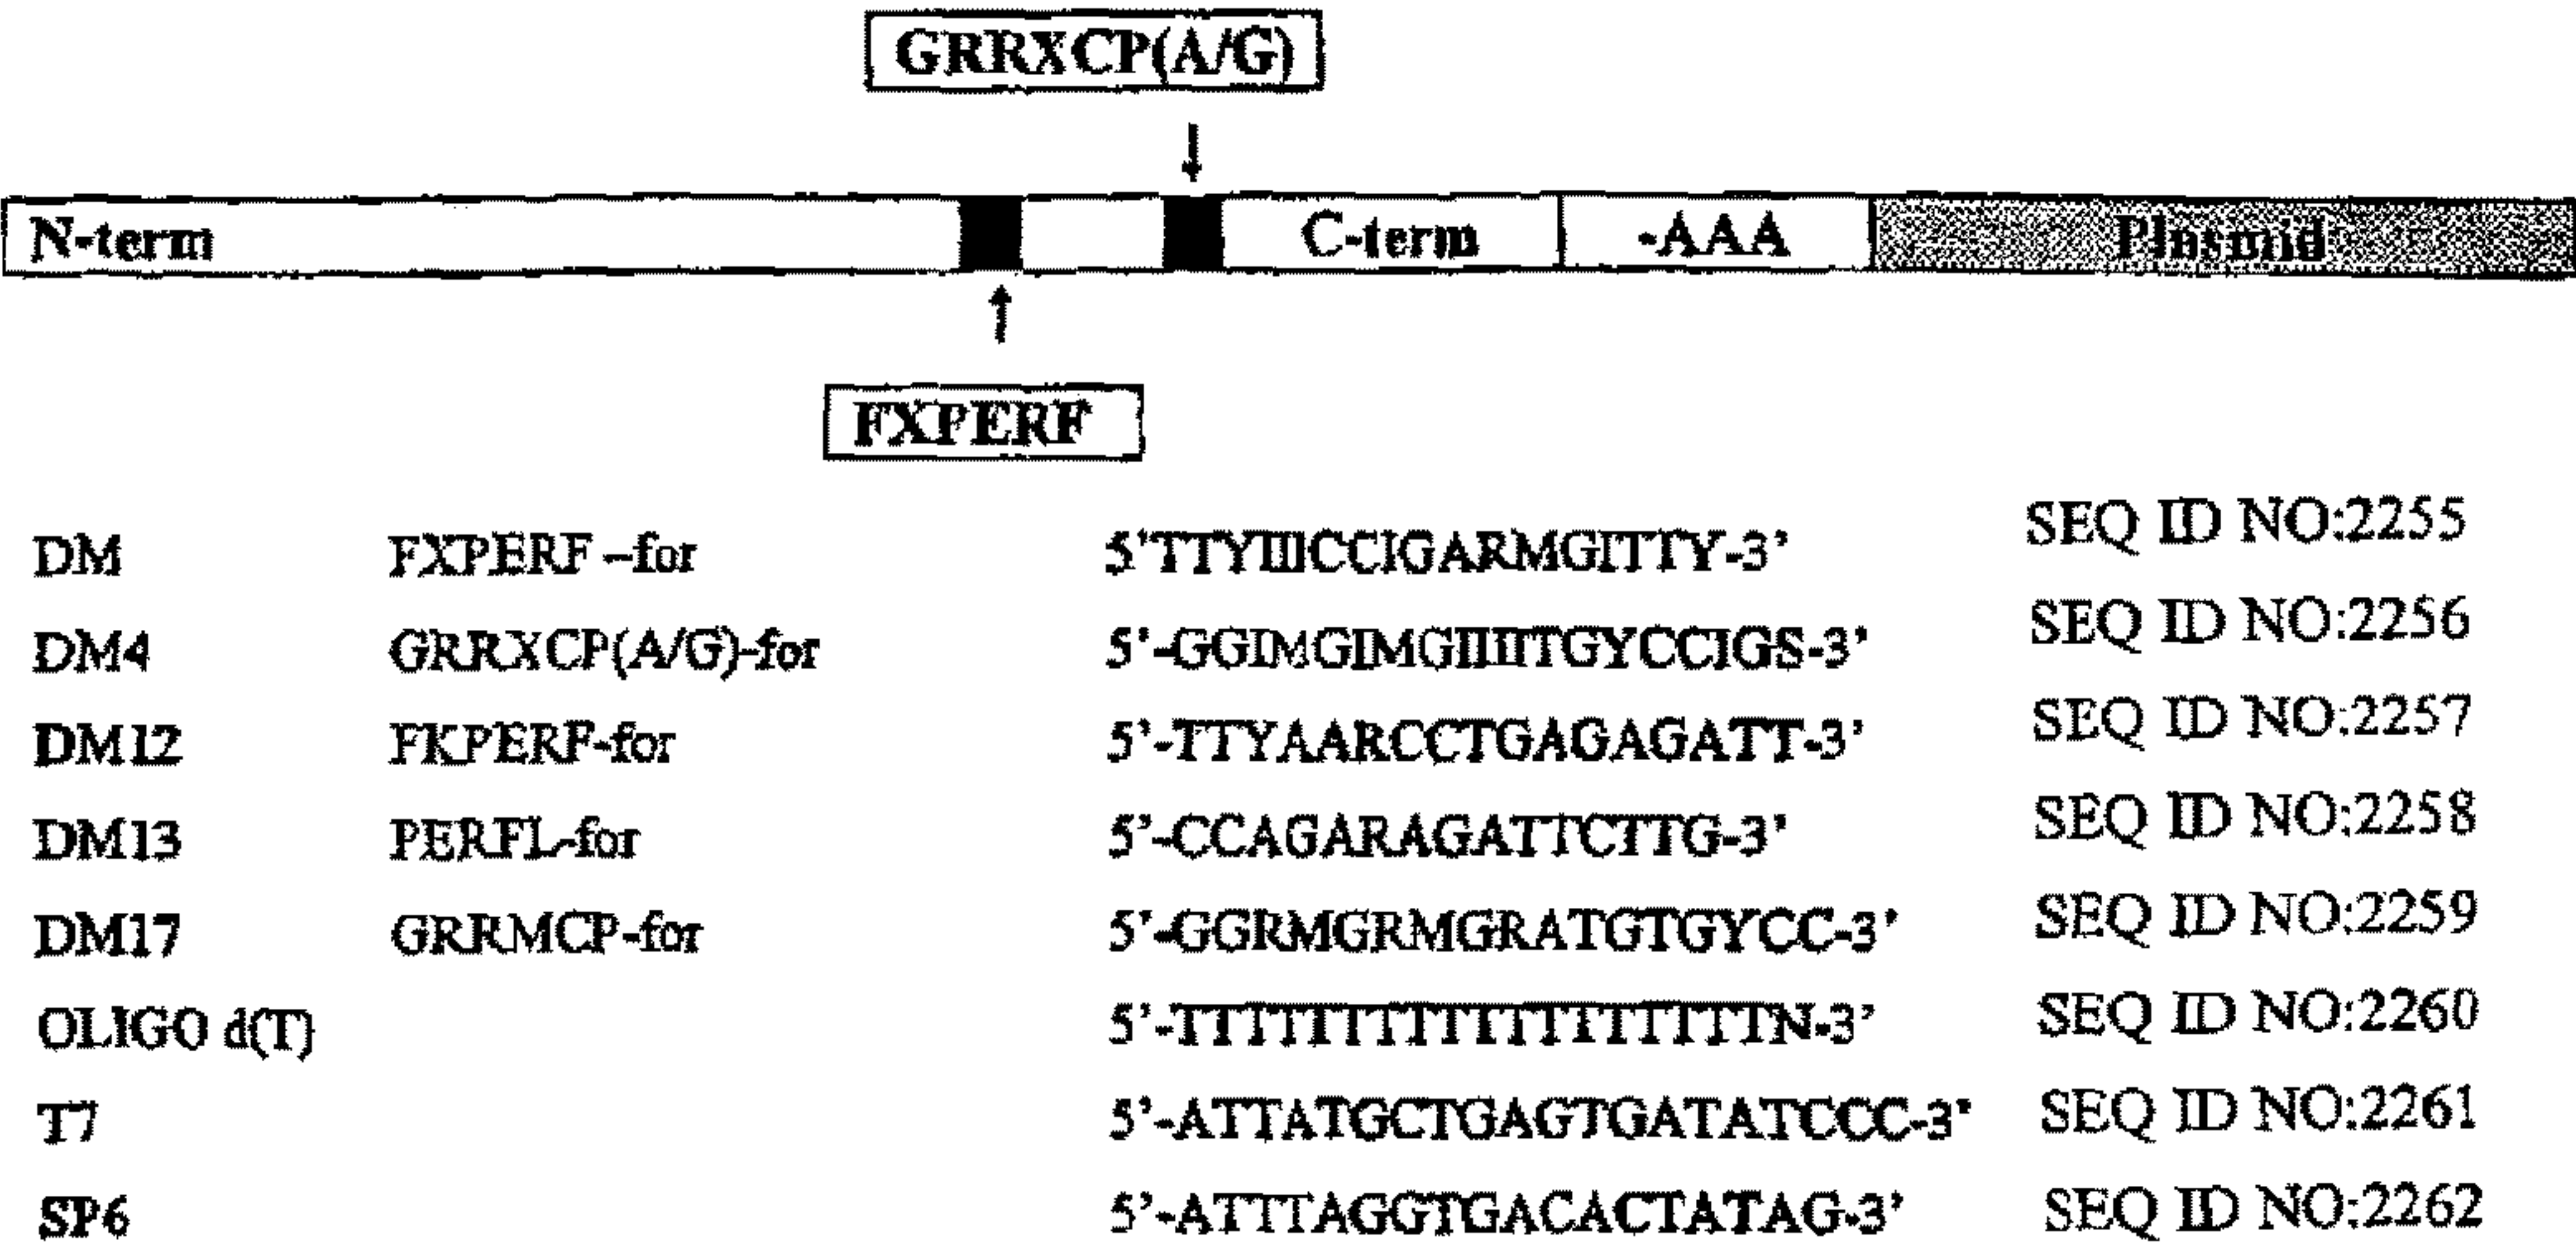 GRRXCP(A/G)
N-term C-term -AAA Plasmid
FXPERF
DM FXPERF –for 5'TTYIIICCIGARMGITTY-3' SEQ ID NO:2255
DM4 GRRXCP(A/G)-for 5'-GGIMGIMGIIIITGYCCIGS-3' SEQ ID NO:2256
DM12 FKPERF-for 5'-TTYAARCCTGAGAGATT-3' SEQ ID NO:2257
DM13 PERFL-for 5'-CCAGARAGATTCTTG-3' SEQ ID NO:2258
DM17 GRRMCP-for 5'-GGRMGRMGRATGTGYCC-3' SEQ ID NO:2259
OLIGO d(T) 5'-TTTTTTTTTTTTTTTTTTN-3' SEQ ID NO:2260
T7 5'-ATTATGCTGAGTGATATCCC-3' SEQ ID NO:2261
SP6 5'-ATTTAGGTGACACTATAG-3' SEQ ID NO:2262